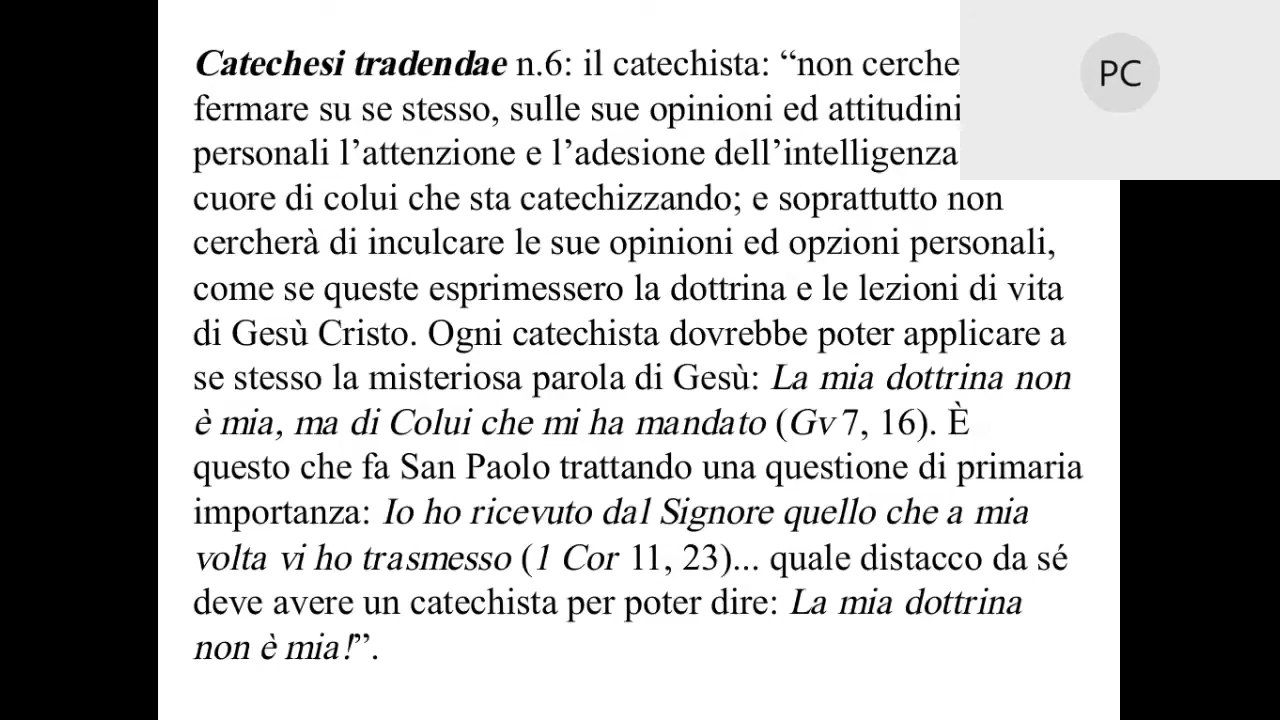 Catechesi tradendae n.6: il catechista: “non cerche
fermare su se stesso, sulle sue opinioni ed attitudini
personali l’attenzione e l’adesione dell’intelligenza
cuore di colui che sta catechizzando; e soprattutto non
cercherà di inculcare le sue opinioni ed opzioni personali,
come se queste esprimessero la dottrina e le lezioni di vita
di Gesù Cristo. Ogni catechista dovrebbe poter applicare a
se stesso la misteriosa parola di Gesù: La mia dottrina non
è mia, ma di Colui che mi ha mandato (Gv 7, 16). È
questo che fa San Paolo trattando una questione di primaria
importanza: Io ho ricevuto dal Signore quello che a mia
volta vi ho trasmesso (1 Cor 11, 23)... quale distacco da sé
deve avere un catechista per poter dire: La mia dottrina
non è mia!”.
PC